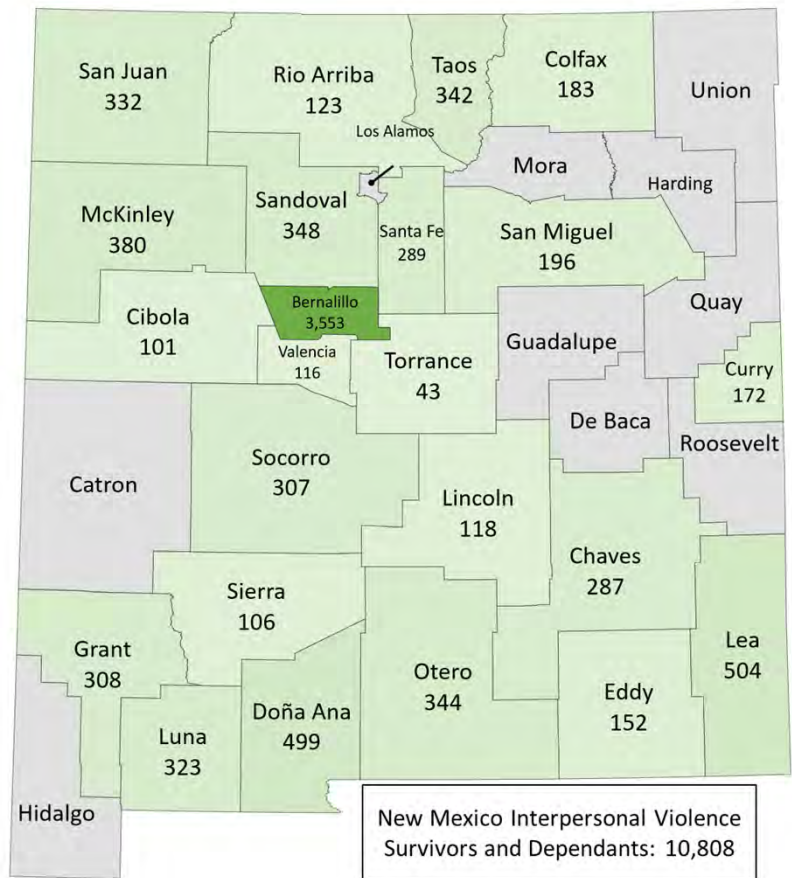 San Juan
332
Rio Arriba
123
Taos
342
Colfax
183
Union
Los Alamos
Mora
Harding
McKinley
380
Sandoval
348
Santa Fe
289
San Miguel
196
Quay
Cibola
101
Bernalillo
3,553
Valencia
116
Torrance
43
Guadalupe
Curry
172
De Baca
Roosevelt
Catron
Socorro
307
Lincoln
118
Chaves
287
Sierra
106
Grant
308
Otero
344
Lea
504
Eddy
152
Doña Ana
499
Luna
323
Hidalgo
New Mexico Interpersonal Violence
Survivors and Dependants: 10,808